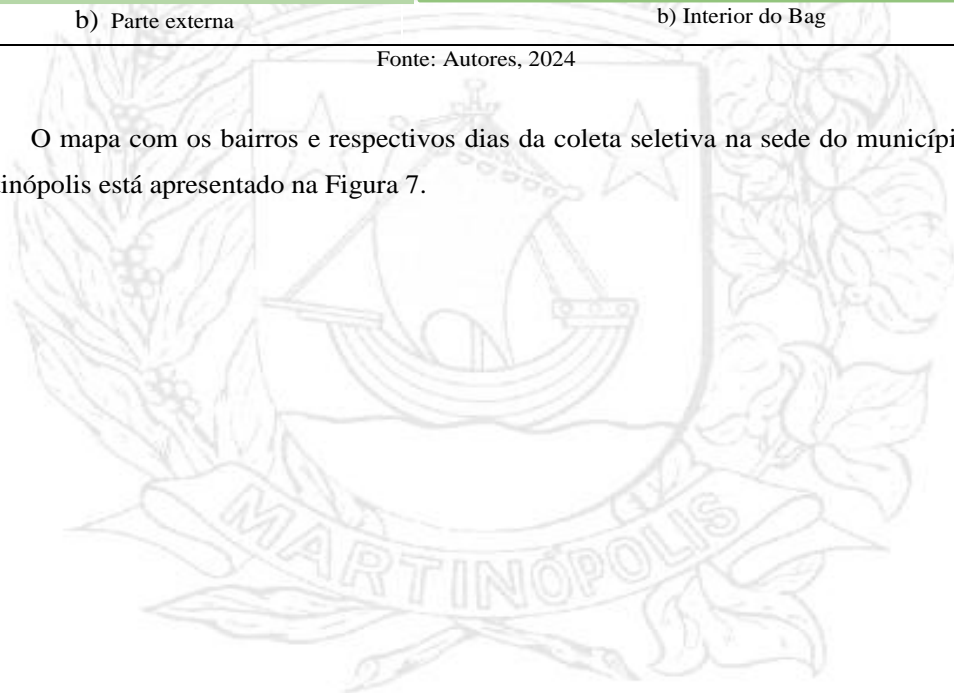 b) Parte externa
b) Interior do Bag
Fonte: Autores, 2024
O mapa com os bairros e respectivos dias da coleta seletiva na sede do municípi
inópolis está apresentado na Figura 7.
MARTINÓPOLIS